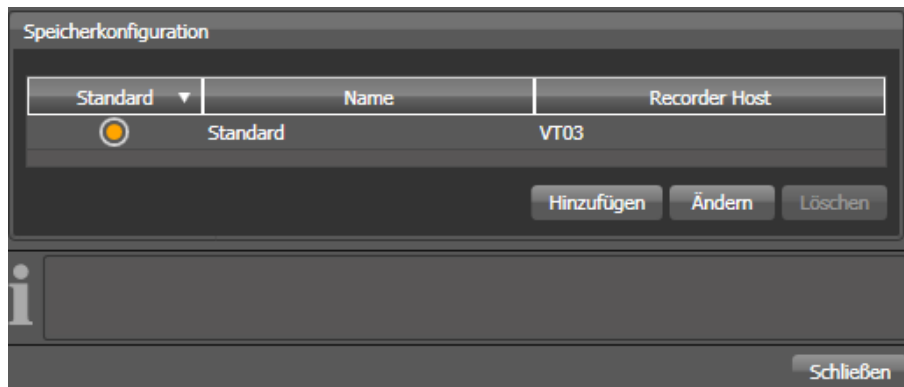 Speicherkonfiguration
Standard Name Recorder Host
Standard VT03
Hinzufügen Ändern Löschen
Schließen